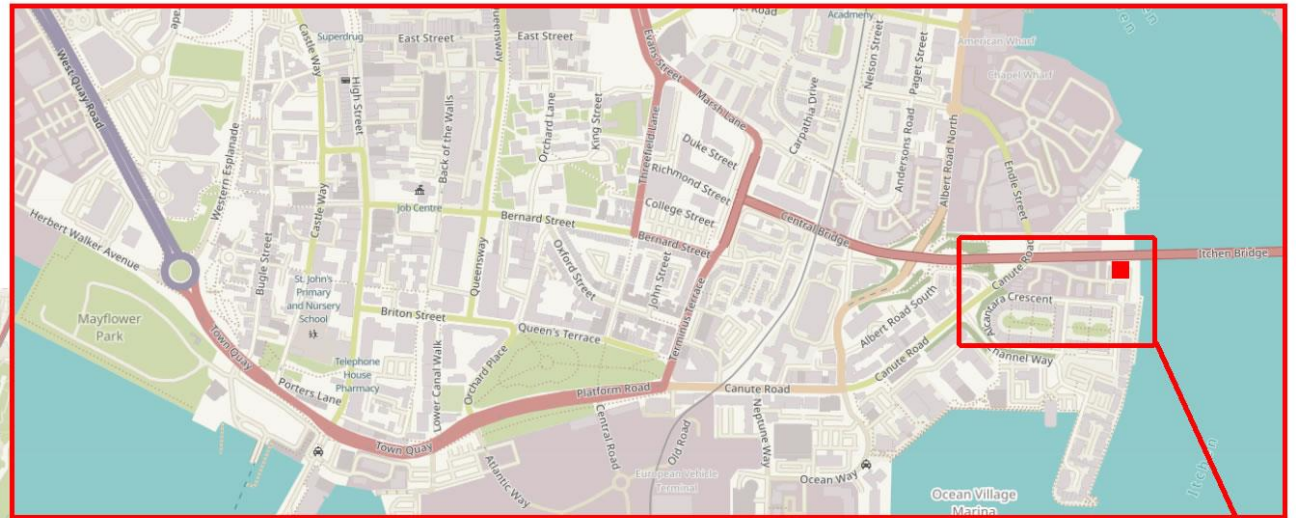 Road
Acadmeny
Superdrug
East Street
East Street
Queensway
Evans Street
Nelson Street
Paget Street
American Wharf
Chapel Wharf
West Quay Road
Castle Way
High Street
Back of the Walls
Orchard Lane
King Street
Threefield Lane
Marsh Lane
Carpathia Drive
Duke Street
Richmond Street
College Street
Andersons Road
Albert Road North
Endle Street
Western Esplanade
Castle Way
Job Centre
Bernard Street
Bernard Street
Central Bridge
Itchen Bridge
Herbert Walker Avenue
Bugle Street
Queensway
Oxford Street
John Street
Canute Road
St. John's
Primary
and Nursery
School
Mayflower
Park
Briton Street
Queen's Terrace
Terminus Terrace
Albert Road South
Alcantara Crescent
Channel Way
Town Quay
Telephone
House
Pharmacy
Porters Lane
Lower Canal Walk
Orchard Place
Platform Road
Canute Road
Canute Road
Town Quay
Central Road
Old Road
Neptune Way
Atlantic Way
European Vehicle
Terminal
Ocean Way
Ocean Village
Marina
Itchen